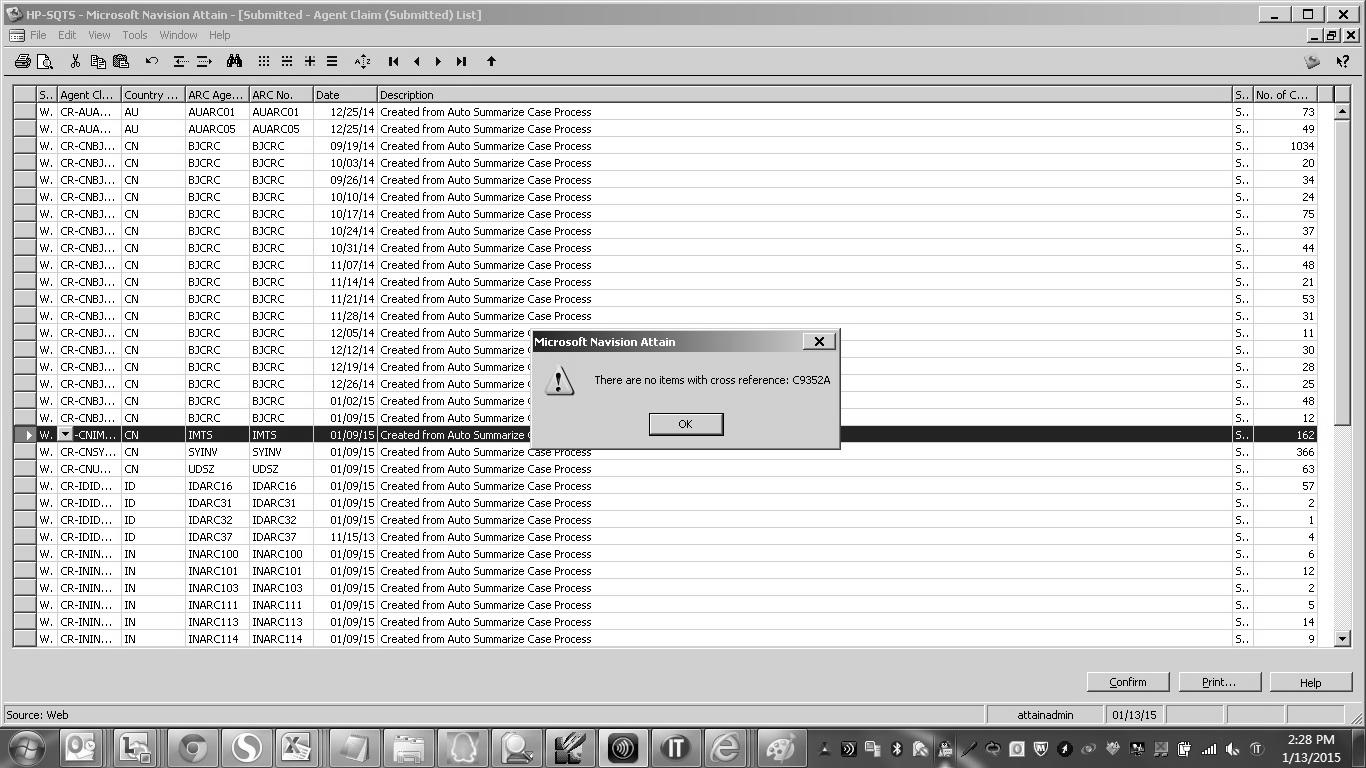 HP-SQTS - Microsoft Navision Attain - [Submitted - Agent Claim (Submitted) List]
File Edit View Tools Window Help
S.. Agent Cl... Country ... ARC Age... ARC No. Date Description S.. No. of C...
W. CR-AUA... AU AUARC01 AUARC01 12/25/14 Created from Auto Summarize Case Process S.. 73
W. CR-AUA... AU AUARC05 AUARC05 12/25/14 Created from Auto Summarize Case Process S.. 49
W. CR-CNBJ... CN BJCRC BJCRC 09/19/14 Created from Auto Summarize Case Process S.. 1034
W. CR-CNBJ... CN BJCRC BJCRC 10/03/14 Created from Auto Summarize Case Process S.. 20
W. CR-CNBJ... CN BJCRC BJCRC 09/26/14 Created from Auto Summarize Case Process S.. 34
W. CR-CNBJ... CN BJCRC BJCRC 10/10/14 Created from Auto Summarize Case Process S.. 24
W. CR-CNBJ... CN BJCRC BJCRC 10/17/14 Created from Auto Summarize Case Process S.. 75
W. CR-CNBJ... CN BJCRC BJCRC 10/24/14 Created from Auto Summarize Case Process S.. 37
W. CR-CNBJ... CN BJCRC BJCRC 10/31/14 Created from Auto Summarize Case Process S.. 44
W. CR-CNBJ... CN BJCRC BJCRC 11/07/14 Created from Auto Summarize Case Process S.. 48
W. CR-CNBJ... CN BJCRC BJCRC 11/14/14 Created from Auto Summarize Case Process S.. 21
W. CR-CNBJ... CN BJCRC BJCRC 11/21/14 Created from Auto Summarize Case Process S.. 53
W. CR-CNBJ... CN BJCRC BJCRC 11/28/14 Created from Auto Summarize Case Process S.. 31
W. CR-CNBJ... CN BJCRC BJCRC 12/05/14 Created from Auto Summarize S.. 11
W. CR-CNBJ... CN BJCRC BJCRC 12/12/14 Created from Auto Summarize S.. 30
W. CR-CNBJ... CN BJCRC BJCRC 12/19/14 Created from Auto Summarize S.. 28
W. CR-CNBJ... CN BJCRC BJCRC 12/26/14 Created from Auto Summarize S.. 25
W. CR-CNBJ... CN BJCRC BJCRC 01/02/15 Created from Auto Summarize S.. 48
W. CR-CNBJ... CN BJCRC BJCRC 01/09/15 Created from Auto Summarize S.. 12
W. -CNIM... CN IMTS IMTS 01/09/15 Created from Auto Summarize S.. 162
W. CR-CNSY... CN SYINV SYINV 01/09/15 Created from Auto Summarize Case Process S.. 366
W. CR-CNU... CN UDSZ UDSZ 01/09/15 Created from Auto Summarize Case Process S.. 63
W. CR-IDID... ID IDARC16 IDARC16 01/09/15 Created from Auto Summarize Case Process S.. 57
W. CR-IDID... ID IDARC31 IDARC31 01/09/15 Created from Auto Summarize Case Process S.. 2
W. CR-IDID... ID IDARC32 IDARC32 01/09/15 Created from Auto Summarize Case Process S.. 1
W. CR-IDID... ID IDARC37 IDARC37 11/15/13 Created from Auto Summarize Case Process S.. 4
W. CR-ININ... IN INARC100 INARC100 01/09/15 Created from Auto Summarize Case Process S.. 6
W. CR-ININ... IN INARC101 INARC101 01/09/15 Created from Auto Summarize Case Process S.. 12
W. CR-ININ... IN INARC103 INARC103 01/09/15 Created from Auto Summarize Case Process S.. 2
W. CR-ININ... IN INARC111 INARC111 01/09/15 Created from Auto Summarize Case Process S.. 5
W. CR-ININ... IN INARC113 INARC113 01/09/15 Created from Auto Summarize Case Process S.. 14
W. CR-ININ... IN INARC114 INARC114 01/09/15 Created from Auto Summarize Case Process S.. 9
Microsoft Navision Attain
There are no items with cross reference: C9352A
OK
Confirm Print... Help
Source: Web attainadmin 01/13/15
2:28 PM
1/13/2015